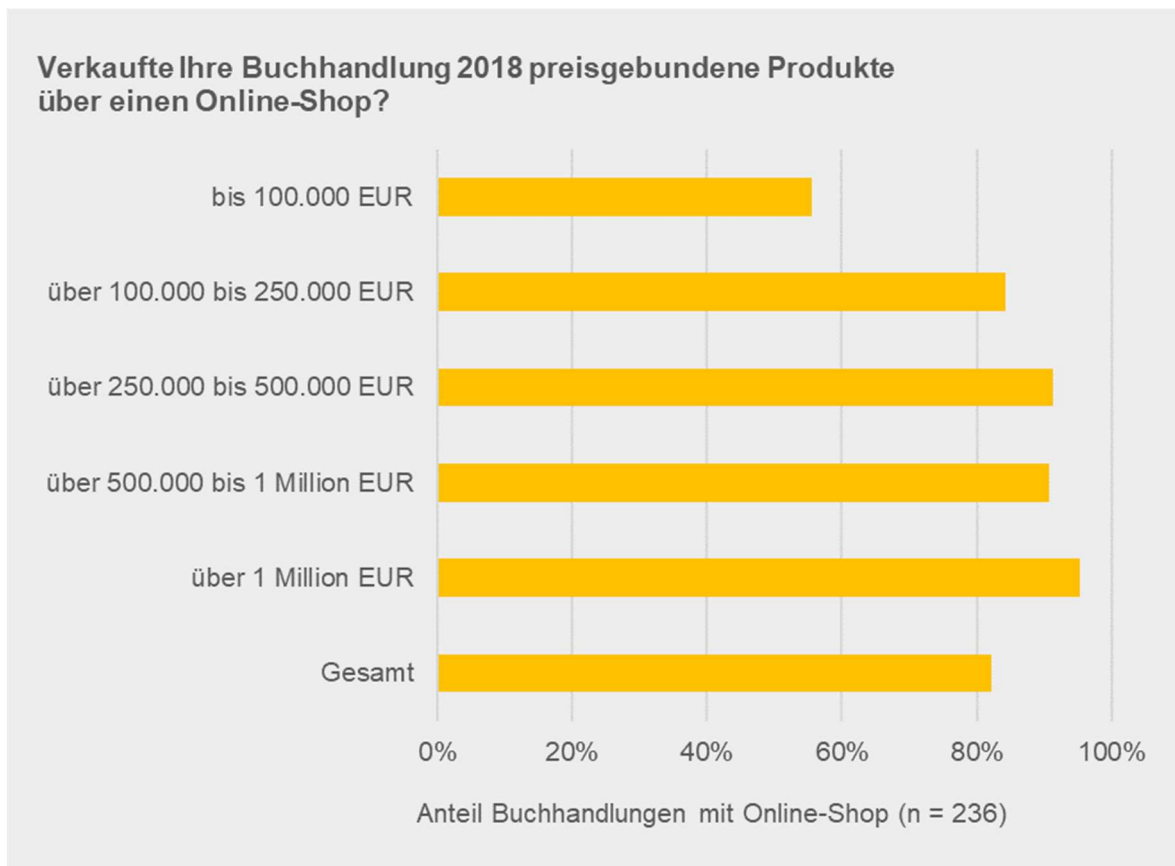 Verkaufte Ihre Buchhandlung 2018 preisgebundene Produkte
über einen Online-Shop?
bis 100.000 EUR
über 100.000 bis 250.000 EUR
über 250.000 bis 500.000 EUR
über 500.000 bis 1 Million EUR
über 1 Million EUR
Gesamt
0% 20% 40% 60% 80% 100%
Anteil Buchhandlungen mit Online-Shop (n = 236)